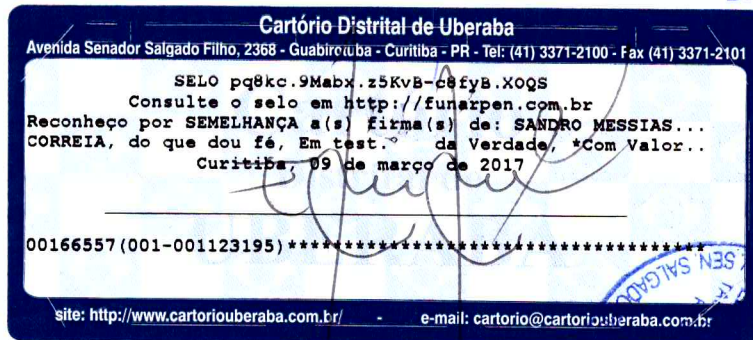 Cartório Distrital de Uberaba
Avenida Senador Salgado Filho, 2368 - Guabirotuba - Curitiba - PR - Tel: (41) 3371-2100 - Fax (41) 3371-2101
SELO pq8kc.9Mabx.z5KvB-c8fyB.XOQS
Consulte o selo em http://funarpen.com.br
Reconheço por SEMELHANÇA a(s) firma(s) de: SANDRO MESSIAS...
CORREIA, do que dou fé, Em test. da Verdade, *Com Valor..
Curitiba, 09 de março de 2017
00166557(001-001123195)***************************************
SEN. SALGADO
site: http://www.cartoriouberaba.com.br/ - e-mail: cartorio@cartoriouberaba.com.br